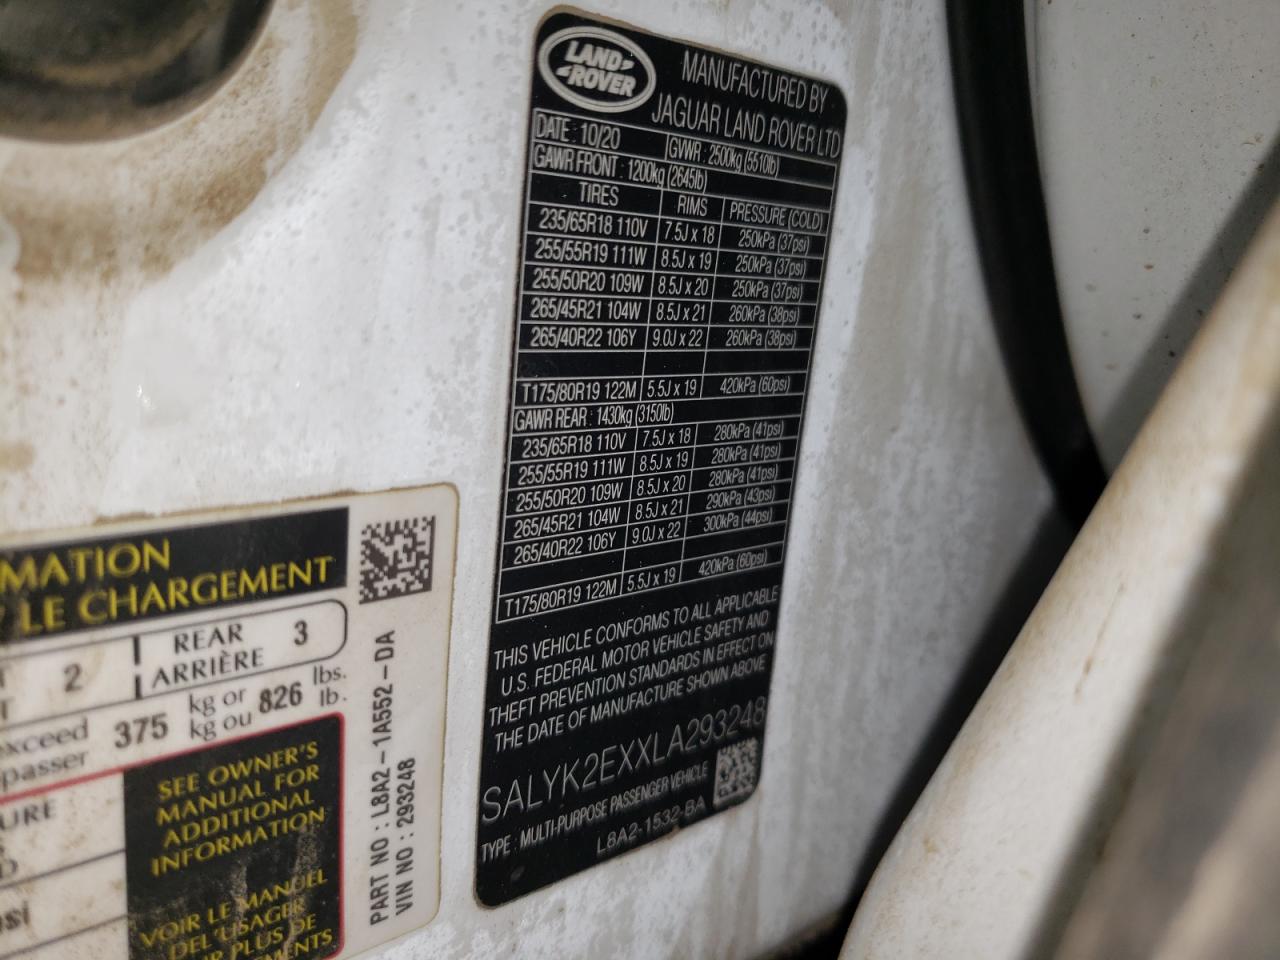 LAND
ROVER
MANUFACTURED BY
JAGUAR LAND ROVER LTD
DATE : 10/20 GVWR : 2500kg (5510lb)
GAWR FRONT : 1200kg (2645lb)
TIRES RIMS PRESSURE (COLD)
235/65R18 110V 7.5J x 18 250kPa (37psi)
255/55R19 111W 8.5J x 19 250kPa (37psi)
255/50R20 109W 8.5J x 20 250kPa (37psi)
265/45R21 104W 8.5J x 21 260kPa (38psi)
265/40R22 106Y 9.0J x 22 260kPa (38psi)
T175/80R19 122M 5.5J x 19 420kPa (60psi)
GAWR REAR : 1430kg (3150lb)
235/65R18 110V 7.5J x 18 280kPa (41psi)
255/55R19 111W 8.5J x 19 280kPa (41psi)
255/50R20 109W 8.5J x 20 280kPa (41psi)
265/45R21 104W 8.5J x 21 290kPa (43psi)
265/40R22 106Y 9.0J x 22 300kPa (44psi)
T175/80R19 122M 5.5J x 19 420kPa (60psi)
THIS VEHICLE CONFORMS TO ALL APPLICABLE
U.S. FEDERAL MOTOR VEHICLE SAFETY AND
THEFT PREVENTION STANDARDS IN EFFECT ON
THE DATE OF MANUFACTURE SHOWN ABOVE
SALYK2EXXLA293248
TYPE : MULTI-PURPOSE PASSENGER VEHICLE
L8A2-1532-BA
MATION
LE CHARGEMENT
2 REAR 3
ARRIÈRE
exceed 375 kg or 826 lbs.
passer kg ou lb.
URE
SEE OWNER'S
MANUAL FOR
ADDITIONAL
INFORMATION
VOIR LE MANUEL
DE L'USAGER
PLUS DE
PART NO : L8A2-1A552-DA
VIN NO : 293248